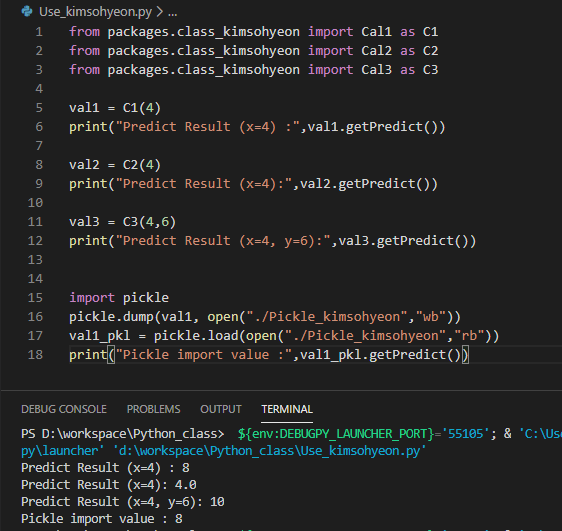 Use_kimsohyeon.py > ...
1 from packages.class_kimsohyeon import Cal1 as C1
2 from packages.class_kimsohyeon import Cal2 as C2
3 from packages.class_kimsohyeon import Cal3 as C3
4
5 val1 = C1(4)
6 print("Predict Result (x=4) :",val1.getPredict())
7
8 val2 = C2(4)
9 print("Predict Result (x=4):",val2.getPredict())
10
11 val3 = C3(4,6)
12 print("Predict Result (x=4, y=6):",val3.getPredict())
13
14
15 import pickle
16 pickle.dump(val1, open("./Pickle_kimsohyeon","wb"))
17 val1_pkl = pickle.load(open("./Pickle_kimsohyeon","rb"))
18 print("Pickle import value :",val1_pkl.getPredict())
DEBUG CONSOLE PROBLEMS OUTPUT TERMINAL
PS D:\workspace\Python_class> ${env:DEBUGPY_LAUNCHER_PORT}='55105'; & 'C:\Use
py\launcher' 'd:\workspace\Python_class\Use_kimsohyeon.py'
Predict Result (x=4) : 8
Predict Result (x=4): 4.0
Predict Result (x=4, y=6): 10
Pickle import value : 8